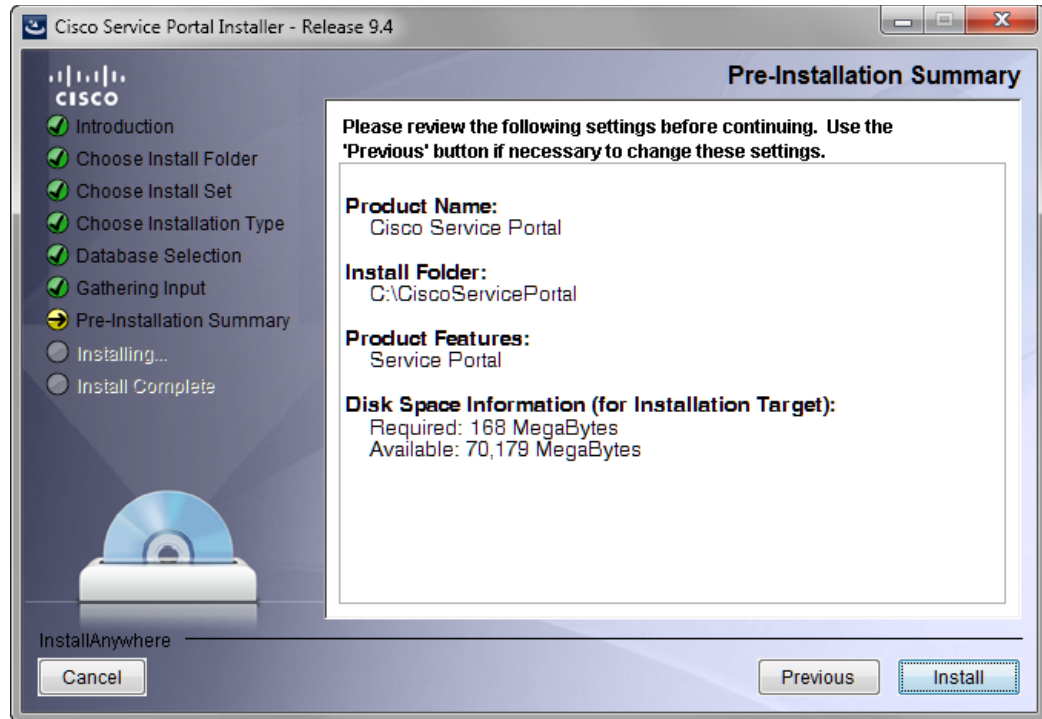 Cisco Service Portal Installer - Release 9.4
CISCO
Pre-Installation Summary
Introduction
Choose Install Folder
Choose Install Set
Choose Installation Type
Database Selection
Gathering Input
Pre-Installation Summary
Installing...
Install Complete
Please review the following settings before continuing. Use the
'Previous' button if necessary to change these settings.
Product Name:
Cisco Service Portal
Install Folder:
C:\CiscoServicePortal
Product Features:
Service Portal
Disk Space Information (for Installation Target):
Required: 168 MegaBytes
Available: 70,179 MegaBytes
InstallAnywhere
Cancel
Previous
Install